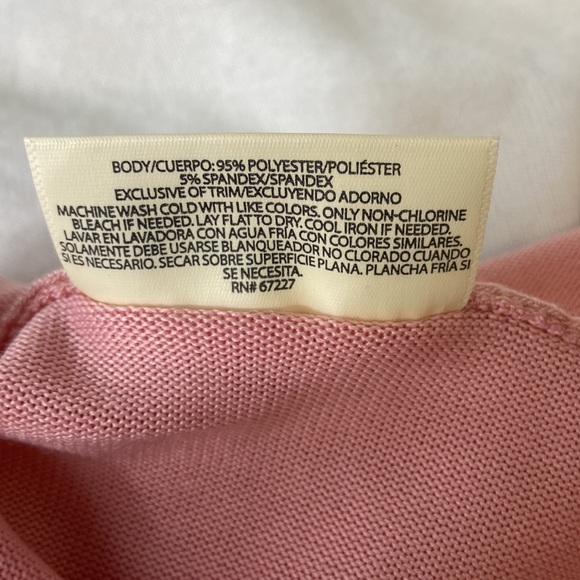 BODY/CUERPO: 95% POLYESTER/POLIÉSTER
5% SPANDEX/SPANDEX
EXCLUSIVE OF TRIM/EXCLUYENDO ADORNO
MACHINE WASH COLD WITH LIKE COLORS. ONLY NON-CHLORINE
BLEACH IF NEEDED. LAY FLAT TO DRY. COOL IRON IF NEEDED.
LAVAR EN LAVADORA CON AGUA FRÍA CON COLORES SIMILARES.
SOLAMENTE DEBE USARSE BLANQUEADOR NO CLORADO CUANDO
SI ES NECESARIO. SECAR SOBRE SUPERFICIE PLANA. PLANCHA FRÍA SI
SE NECESITA.
RN# 67227